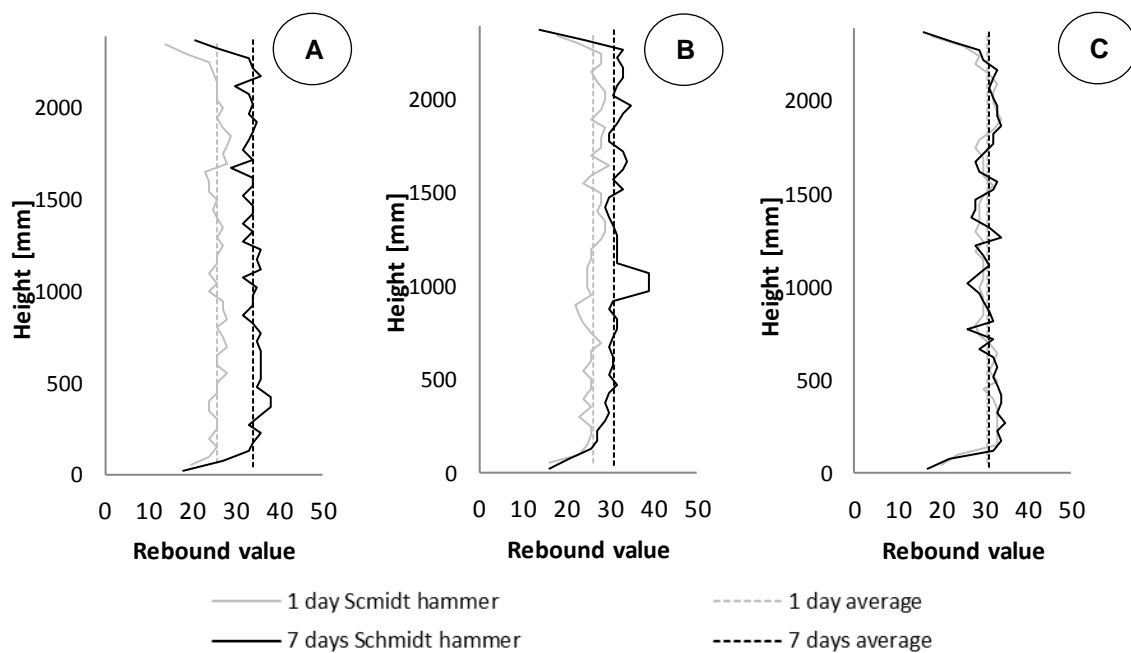 A
B
C
Height [mm]
2000
1500
1000
500
0
0 10 20 30 40 50
Rebound value
Height [mm]
2000
1500
1000
500
0
0 10 20 30 40 50
Rebound value
Height [mm]
2000
1500
1000
500
0
0 10 20 30 40 50
Rebound value
1 day Scmidt hammer
1 day average
7 days Schmidt hammer
7 days average